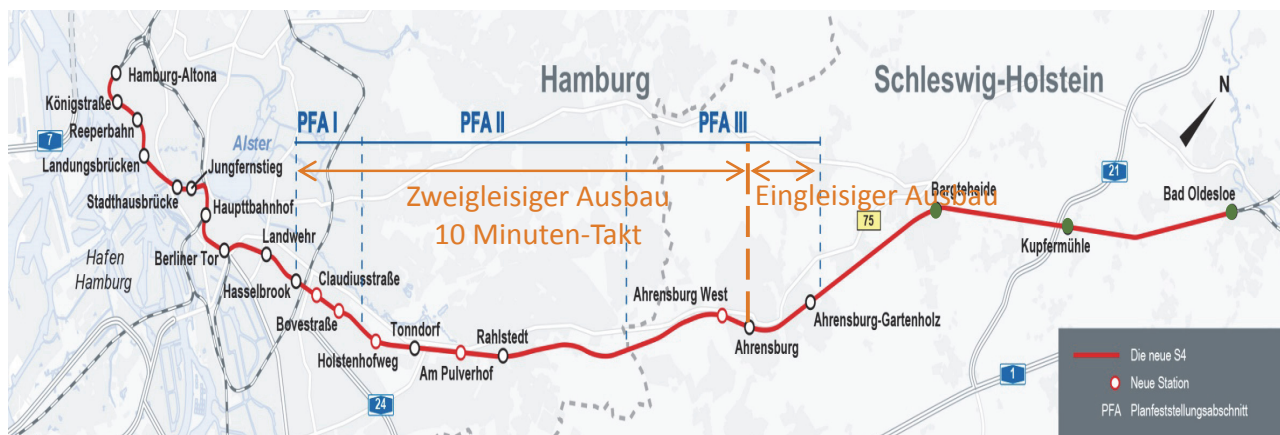 Hamburg
Schleswig-Holstein
N
Hamburg-Altona
Königstraße
Reeperbahn
7
Landungsbrücken
Alster
Jungfernstieg
Stadthausbrücke
Haupttbahnhof
Hafen
Hamburg
Berliner Tor
Landwehr
Hasselbrook
Claudiusstraße
Bovestraße
Holstenhofweg
Tonndorf
Am Pulverhof
Rahlstedt
24
PFA I
PFA II
PFA III
Zweigleisiger Ausbau
10 Minuten-Takt
Eingleisiger Ausbau
Ahrensburg West
Ahrensburg
Ahrensburg-Gartenholz
75
Bargteheide
21
Kupfermühle
Bad Oldesloe
1
Die neue S4
Neue Station
PFA Planfeststellungsabschnitt